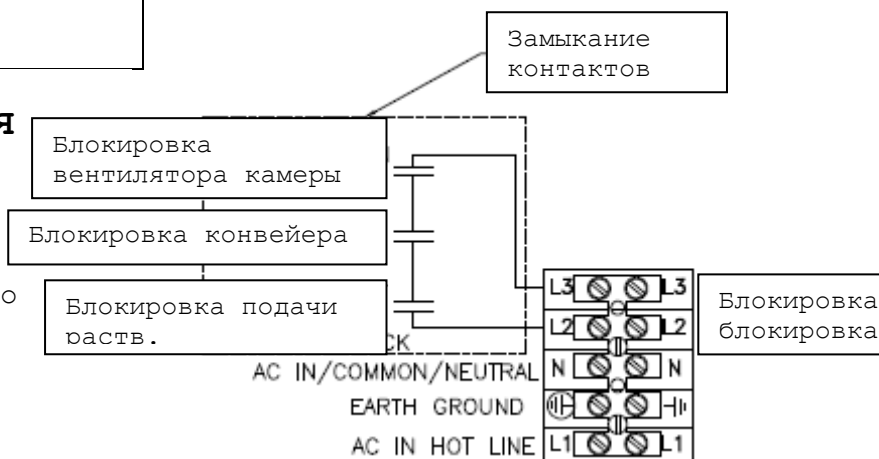 Замыкание
контактов
я
Блокировка
вентилятора камеры
Блокировка конвейера
о
Блокировка подачи
раств.
CK
L3 L3
Блокировка
блокировка
L2 L2
AC IN/COMMON/NEUTRAL N N
EARTH GROUND
AC IN HOT LINE L1 L1